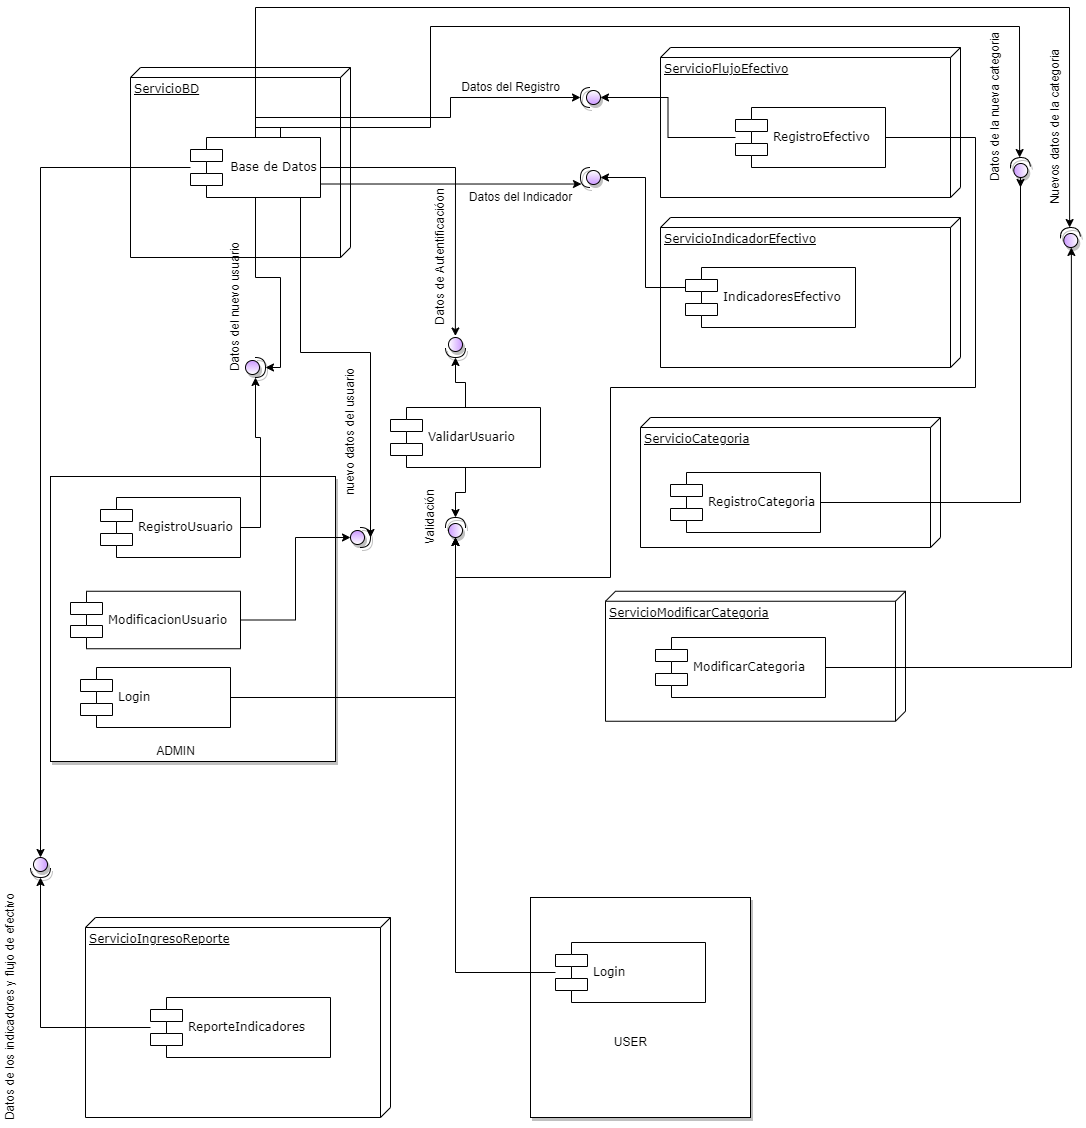 ServicioBD
Base de Datos
Datos del Registro
Datos del Indicador
Datos de Autentificacióon
ServicioFlujoEfectivo
RegistroEfectivo
Datos de la nueva categoria
Nuevos datos de la categoria
ServicioIndicadorEfectivo
IndicadoresEfectivo
Datos del nuevo usuario
nuevo datos del usuario
ValidarUsuario
Validación
ServicioCategoria
RegistroCategoria
RegistroUsuario
ModificacionUsuario
Login
ADMIN
ServicioModificarCategoria
ModificarCategoria
Datos de los indicadores y flujo de efectivo
ServicioIngresoReporte
ReporteIndicadores
Login
USER